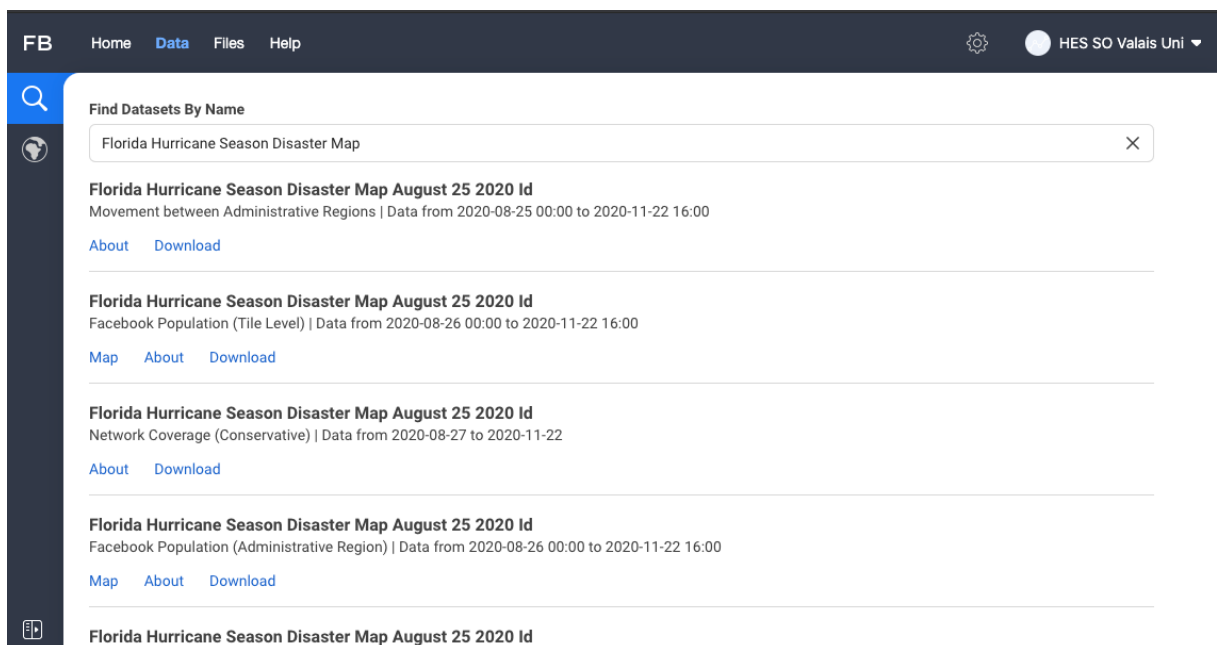 FB Home Data Files Help HES SO Valais Uni
Find Datasets By Name
Florida Hurricane Season Disaster Map
Florida Hurricane Season Disaster Map August 25 2020 Id
Movement between Administrative Regions | Data from 2020-08-25 00:00 to 2020-11-22 16:00
About Download
Florida Hurricane Season Disaster Map August 25 2020 Id
Facebook Population (Tile Level) | Data from 2020-08-26 00:00 to 2020-11-22 16:00
Map About Download
Florida Hurricane Season Disaster Map August 25 2020 Id
Network Coverage (Conservative) | Data from 2020-08-27 to 2020-11-22
About Download
Florida Hurricane Season Disaster Map August 25 2020 Id
Facebook Population (Administrative Region) | Data from 2020-08-26 00:00 to 2020-11-22 16:00
Map About Download
Florida Hurricane Season Disaster Map August 25 2020 Id